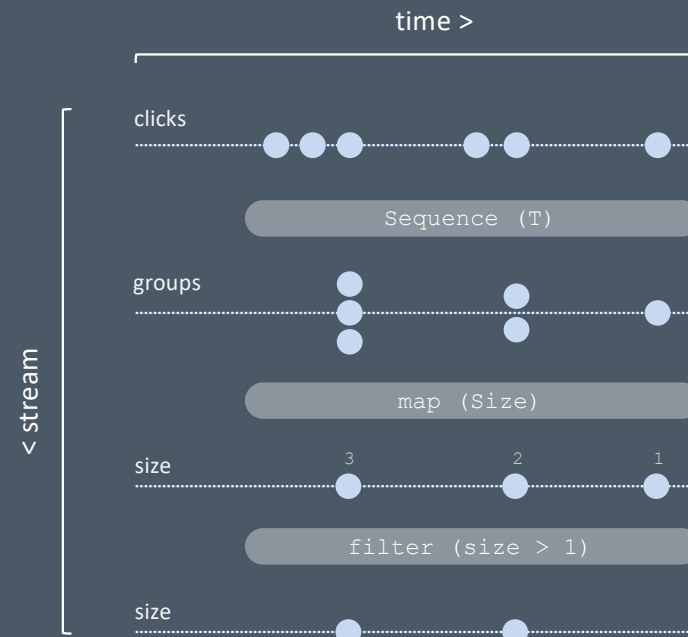 time >
clicks
Sequence (T)
groups
map (Size)
< stream
size
3 2 1
filter (size > 1)
size